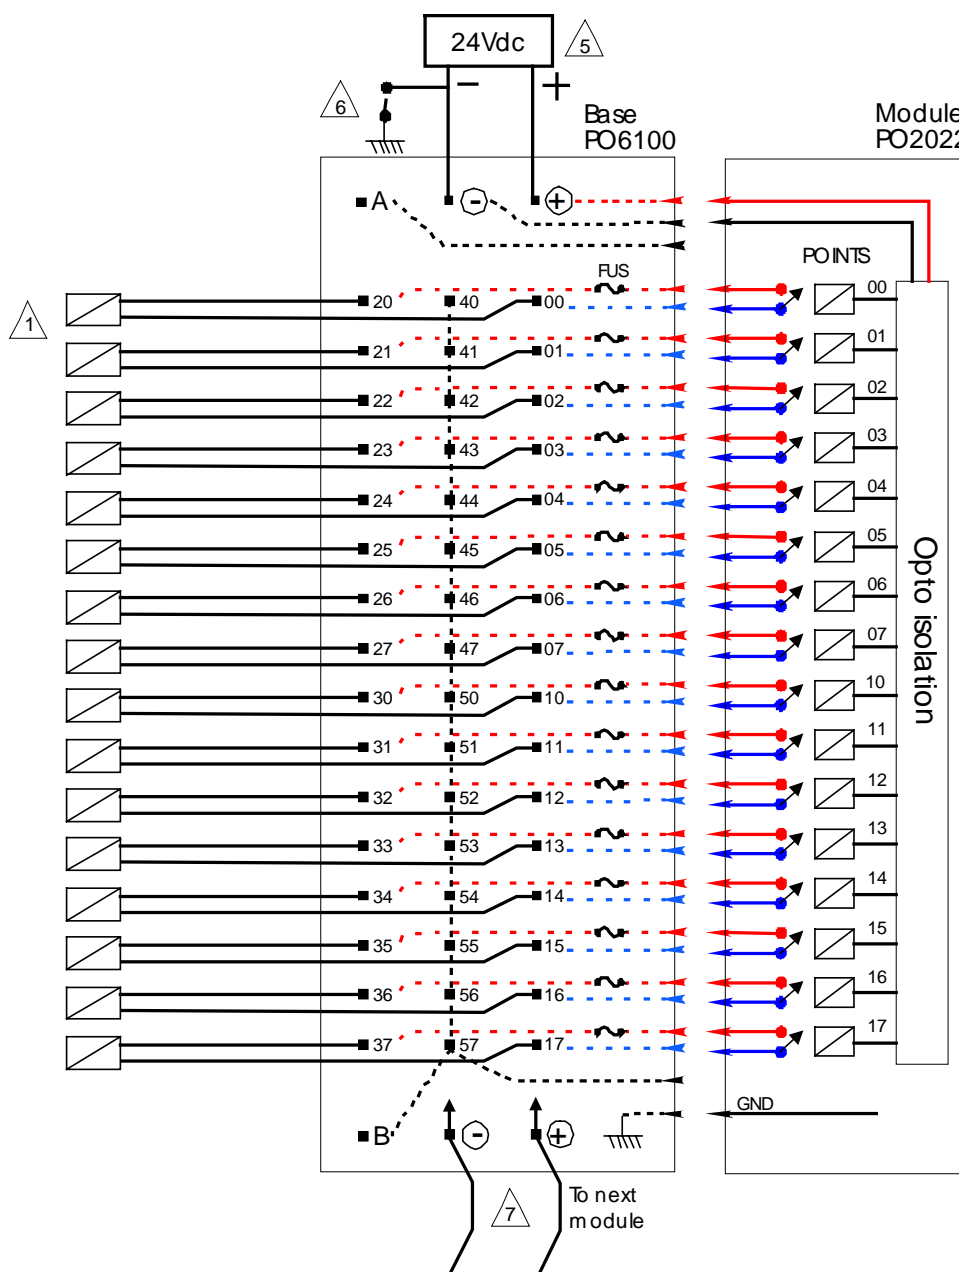 24Vdc
5
− +
6
Base
PO6100
Module
PO2022
A - +
POINTS
FUS
1
20 40 00 00
21 41 01 01
22 42 02 02
23 43 03 03
24 44 04 04
25 45 05 05
26 46 06 06
27 47 07 07
30 50 10 10
31 51 11 11
32 52 12 12
33 53 13 13
34 54 14 14
35 55 15 15
36 56 16 16
37 57 17 17
Opto isolation
GND
B - +
7
To next
module